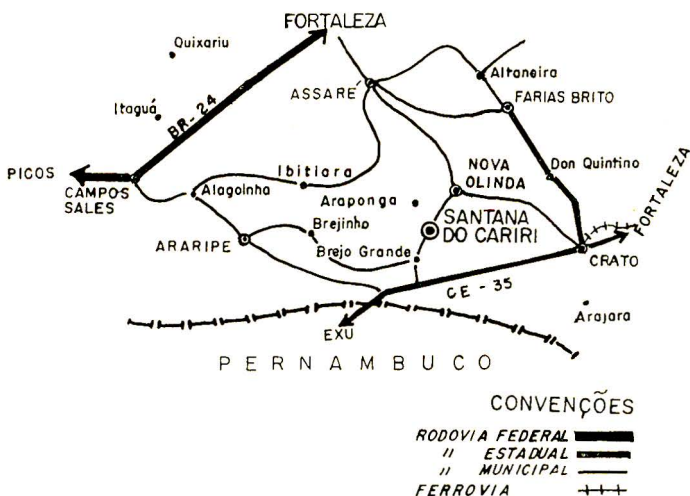 FORTALEZA
Quixariu
Altaneira
ASSARÉ
FARIAS BRITO
Itaguá
BR-24
PICOS
CAMPOS
SALES
Ibitiara
NOVA
OLINDA
Don Quintino
FORTALEZA
Alagoinha
Araponga
SANTANA
DO CARIRI
Brejinho
ARARIPE
Brejo Grande
CRATO
CE - 35
Arajara
EXU
PERNAMBUCO
CONVENÇÕES
RODOVIA FEDERAL
" ESTADUAL
" MUNICIPAL
FERROVIA